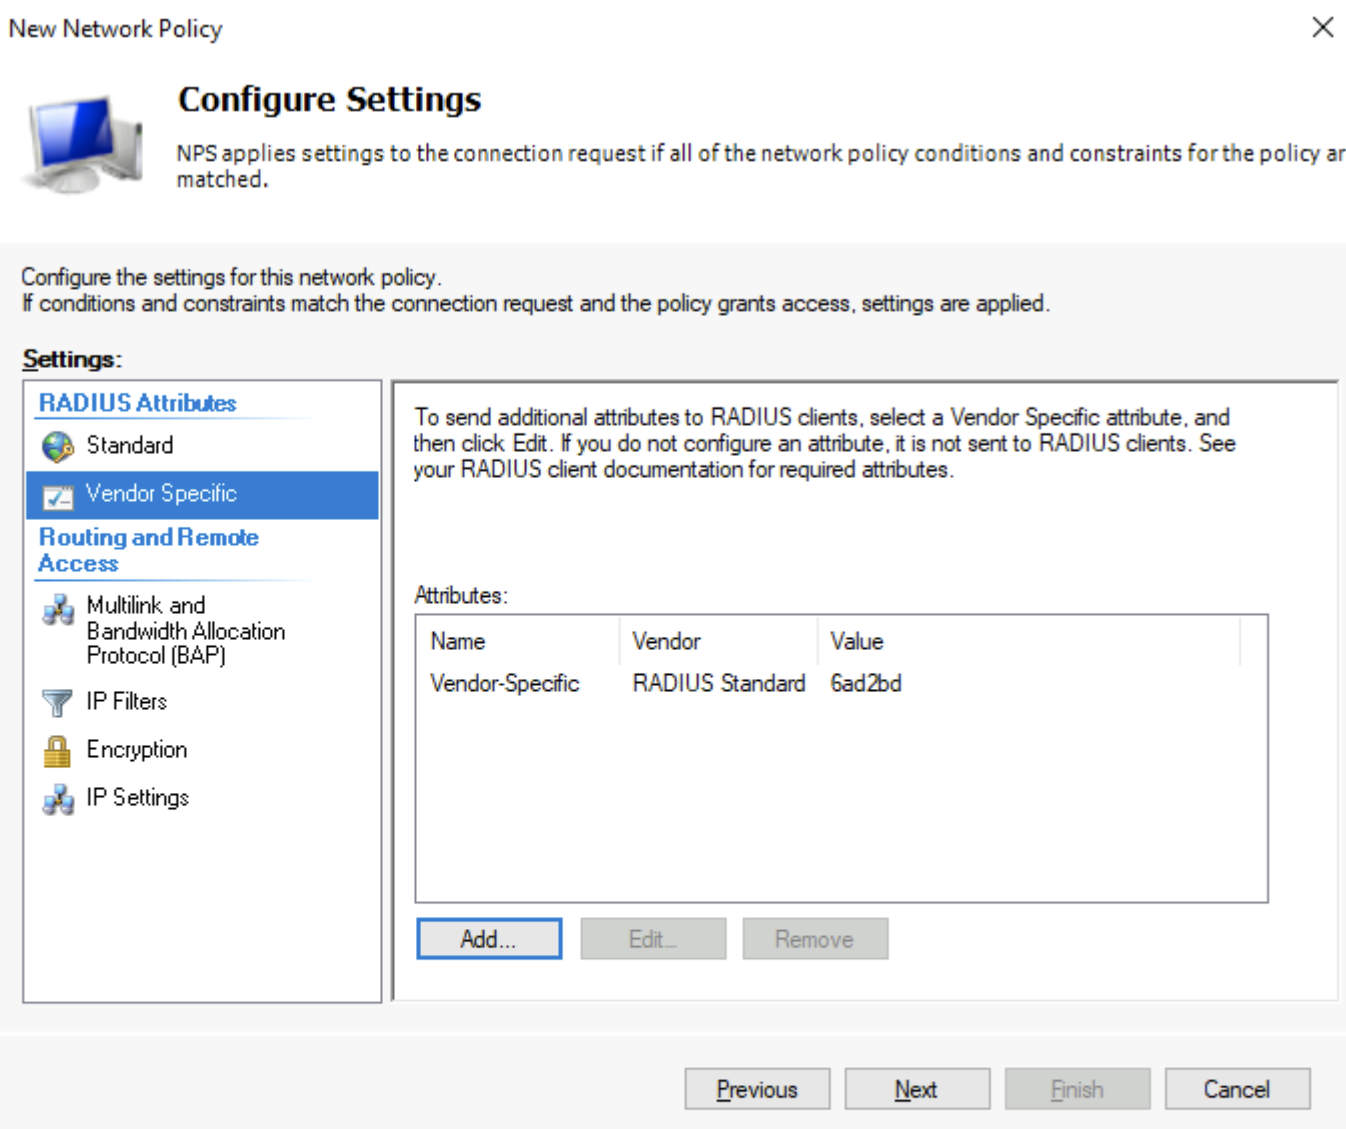 New Network Policy
Configure Settings
NPS applies settings to the connection request if all of the network policy conditions and constraints for the policy ar
matched.
Configure the settings for this network policy.
If conditions and constraints match the connection request and the policy grants access, settings are applied.
Settings:
RADIUS Attributes
Standard
Vendor Specific
Routing and Remote
Access
Multilink and
Bandwidth Allocation
Protocol (BAP)
IP Filters
Encryption
IP Settings
To send additional attributes to RADIUS clients, select a Vendor Specific attribute, and
then click Edit. If you do not configure an attribute, it is not sent to RADIUS clients. See
your RADIUS client documentation for required attributes.
Attributes:
Name Vendor Value
Vendor-Specific RADIUS Standard 6ad2bd
Add... Edit... Remove
Previous Next Finish Cancel